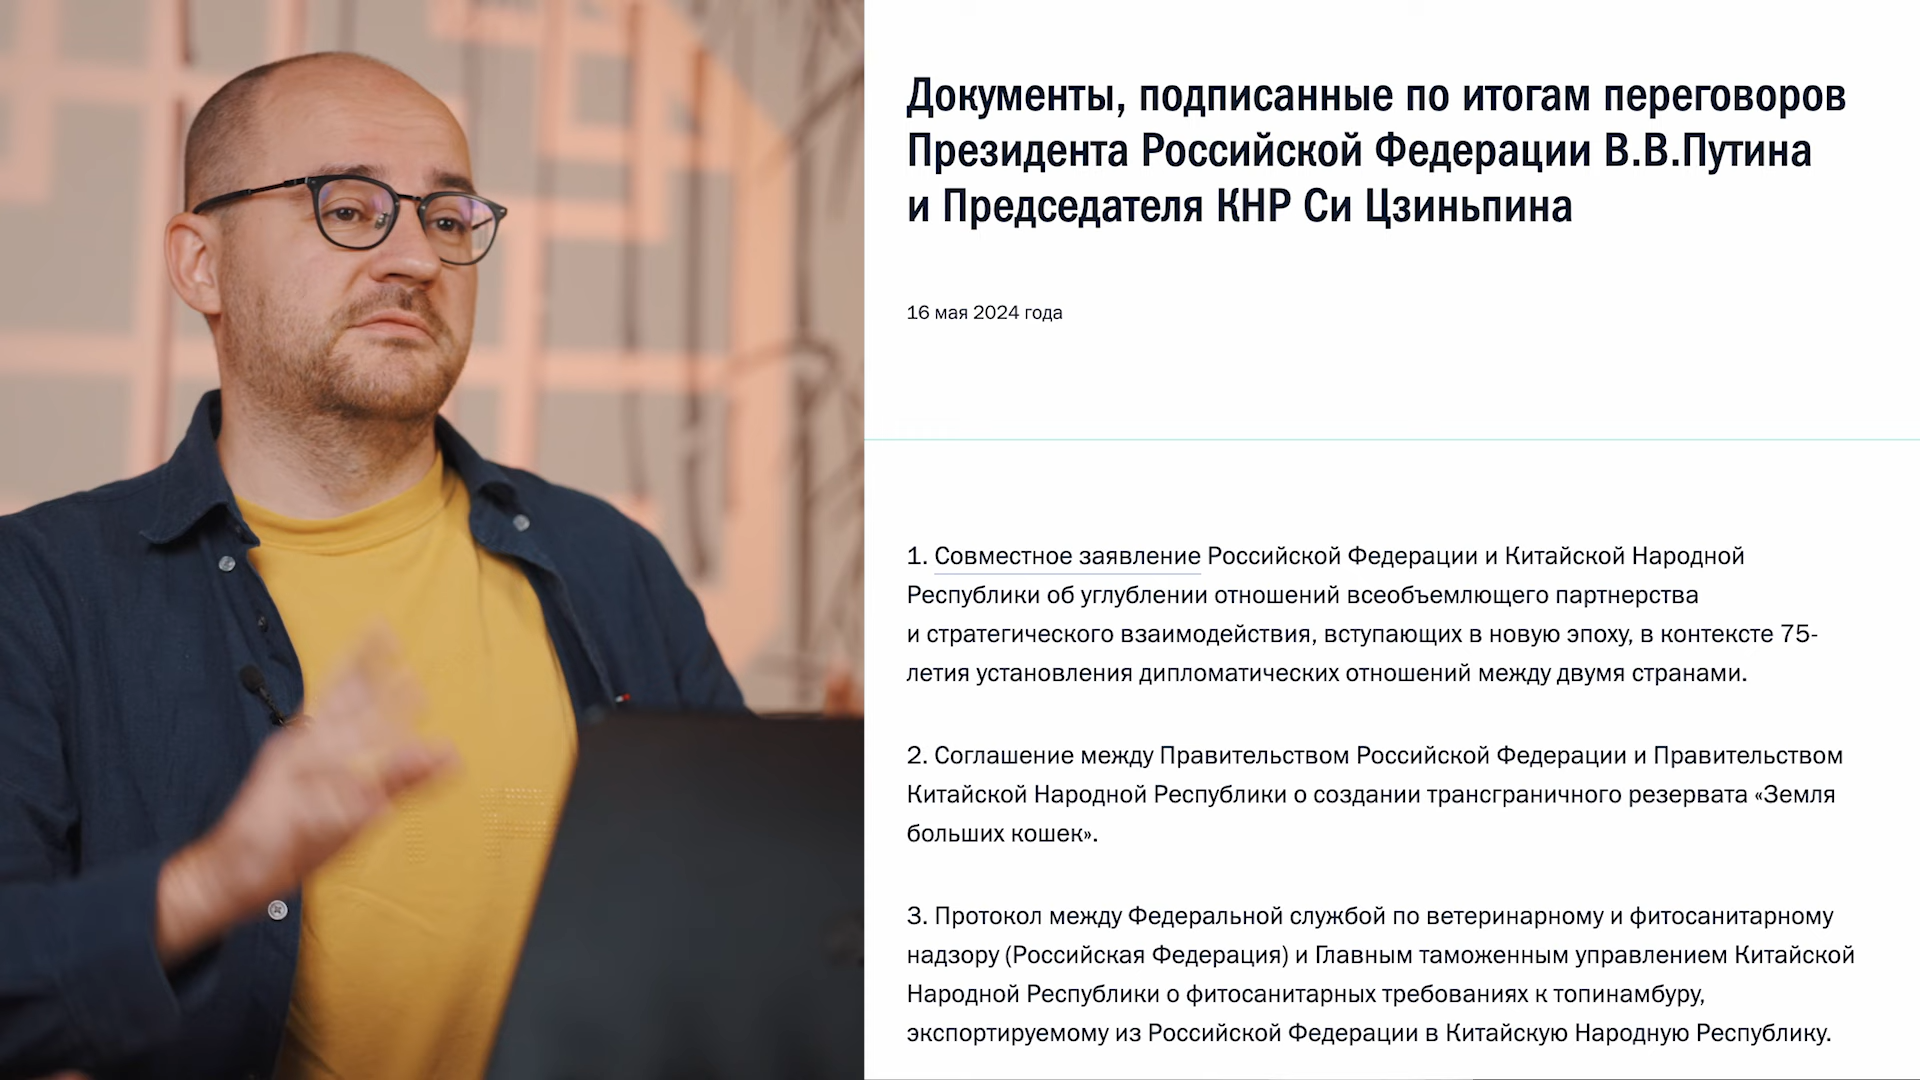 Документы, подписанные по итогам переговоров
Президента Российской Федерации В.В.Путина
и Председателя КНР Си Цзиньпина
16 мая 2024 года
1. Совместное заявление Российской Федерации и Китайской Народной
Республики об углублении отношений всеобъемлющего партнерства
и стратегического взаимодействия, вступающих в новую эпоху, в контексте 75-
летия установления дипломатических отношений между двумя странами.
2. Соглашение между Правительством Российской Федерации и Правительством
Китайской Народной Республики о создании трансграничного резервата «Земля
больших кошек».
3. Протокол между Федеральной службой по ветеринарному и фитосанитарному
надзору (Российская Федерация) и Главным таможенным управлением Китайской
Народной Республики о фитосанитарных требованиях к топинамбуру,
экспортируемому из Российской Федерации в Китайскую Народную Республику.